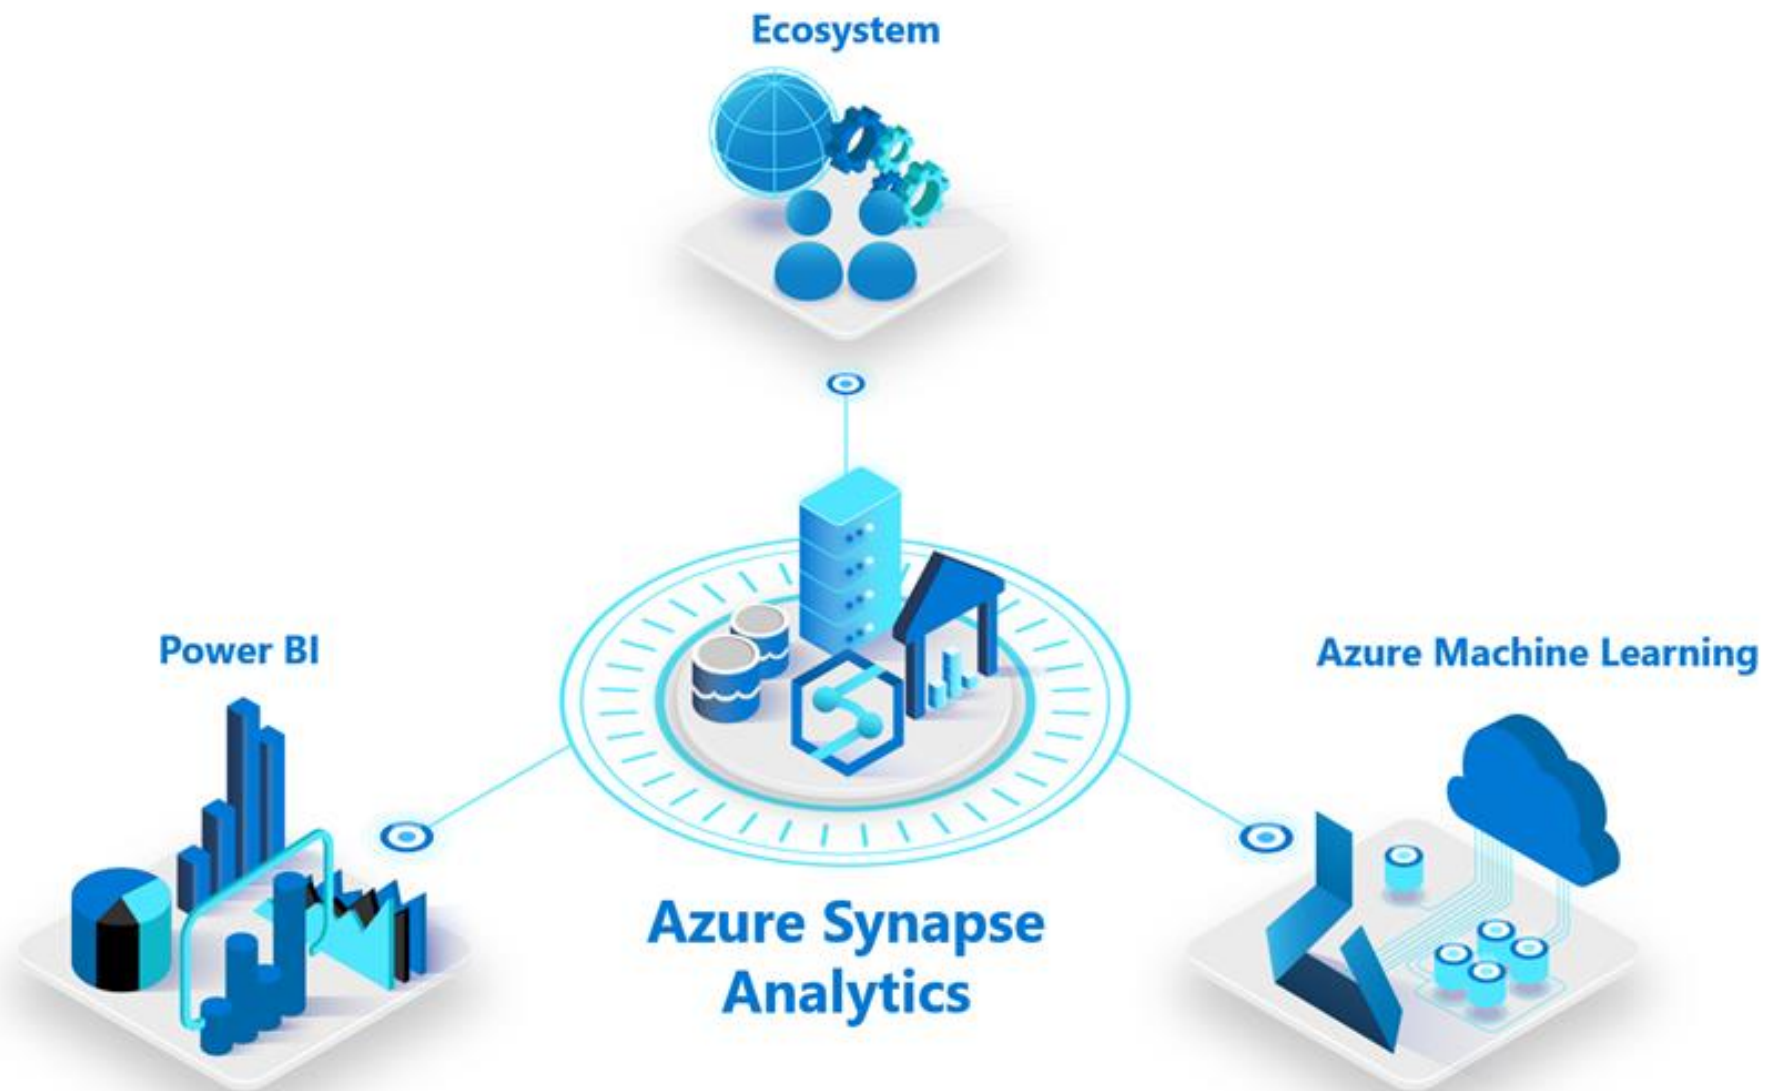 Ecosystem
Power BI
Azure Machine Learning
Azure Synapse
Analytics